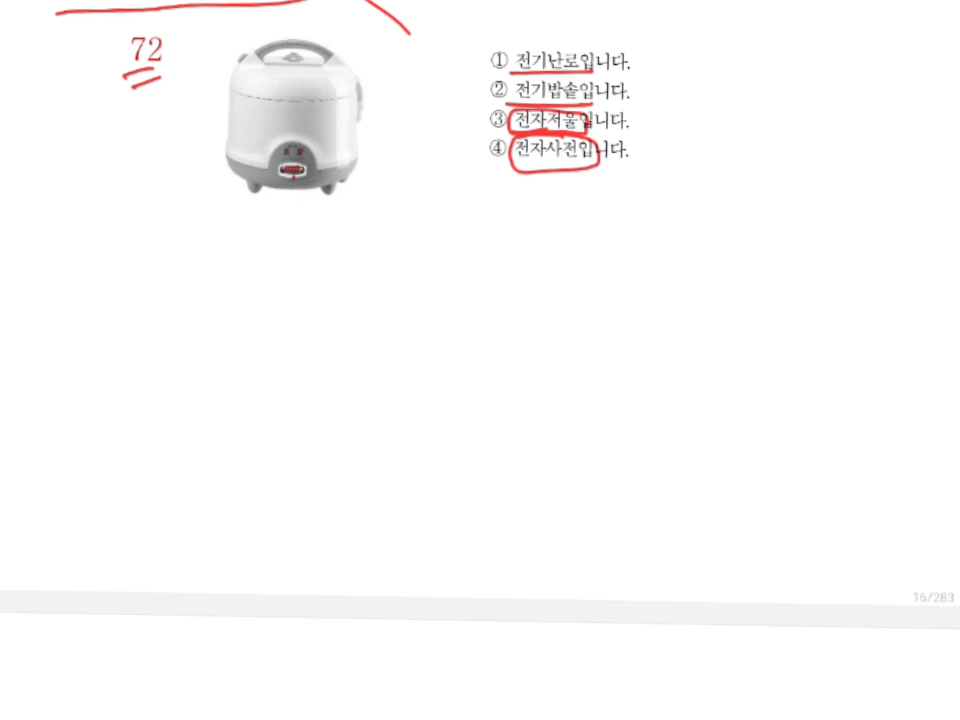 72
① 전기난로입니다.
② 전기밥솥입니다.
③ 전자저울입니다.
④ 전자사전입니다.
16/283